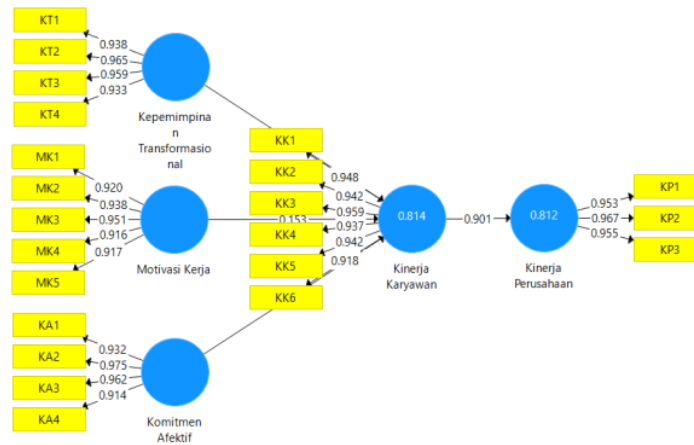 KT1
KT2
KT3
KT4
0.938
0.965
0.959
0.933
Kepemimpina
n
Transformasio
nal
MK1
MK2
MK3
MK4
MK5
0.920
0.938
0.951
0.916
0.917
Motivasi Kerja
KA1
KA2
KA3
KA4
0.932
0.975
0.962
0.914
Komitmen
Afektif
KK1
KK2
KK3
KK4
KK5
KK6
0.153
0.948
0.942
0.959
0.937
0.942
0.918
0.814
Kinerja
Karyawan
0.901
0.812
Kinerja
Perusahaan
0.953
0.967
0.955
KP1
KP2
KP3